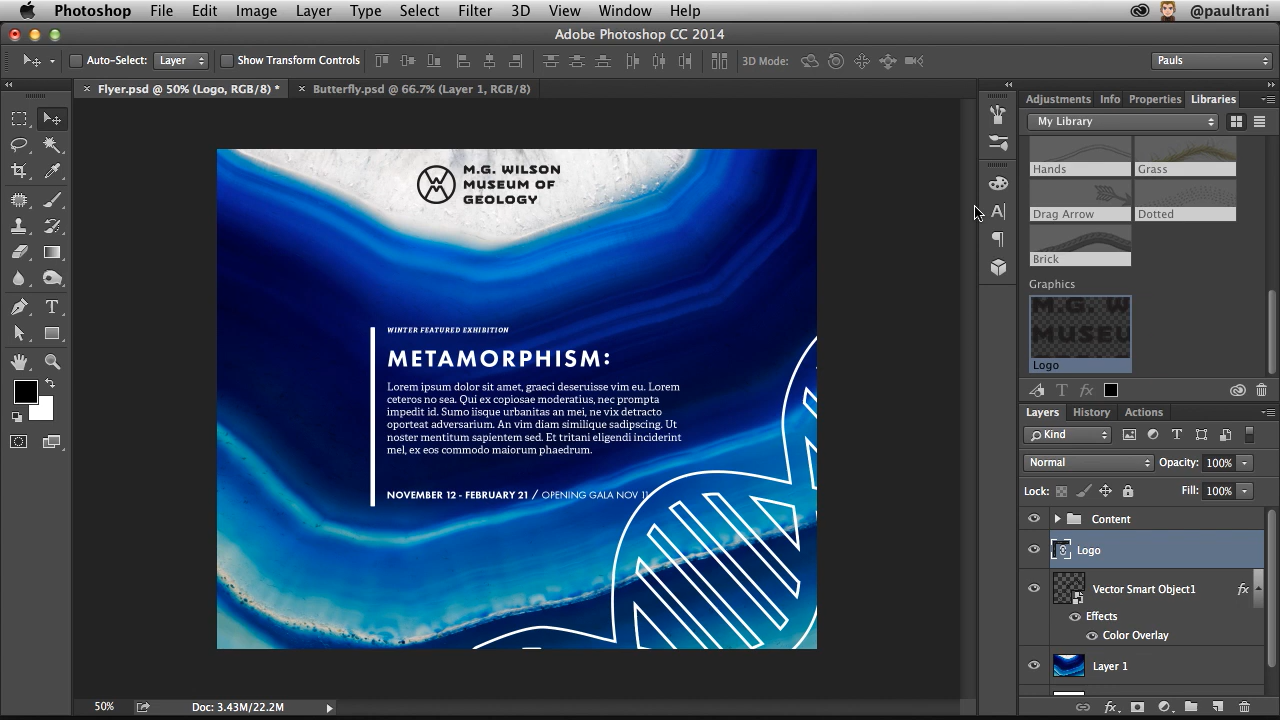 Photoshop File Edit Image Layer Type Select Filter 3D View Window Help @paultrani
Adobe Photoshop CC 2014
Auto-Select: Layer Show Transform Controls 3D Mode: Pauls
× Flyer.psd @ 50% (Logo, RGB/8) * × Butterfly.psd @ 66.7% (Layer 1, RGB/8)
Adjustments Info Properties Libraries
My Library
Hands Grass
Drag Arrow Dotted
Brick
Graphics
M.G. W
MUSEU
Logo
M.G. WILSON
MUSEUM OF
GEOLOGY
WINTER FEATURED EXHIBITION
METAMORPHISM:
Lorem ipsum dolor sit amet, graeci deseruisse vim eu. Lorem
ceteros no sea. Qui ex copiosae moderatius, nec prompta
impedit id. Sumo iisque urbanitas an mei, ne vix detracto
oporteat adversarium. An vim diam similique sadipscing. Ut
noster mentitum sapientem sed. Et tritani eligendi inciderint
mel, ex eos commodo maiorum phaedrum.
NOVEMBER 12 - FEBRUARY 21 / OPENING GALA NOV 11
Layers History Actions
Kind
Normal Opacity: 100%
Lock: Fill: 100%
Content
Logo
Vector Smart Object1 fx
Effects
Color Overlay
Layer 1
50% Doc: 3.43M/22.2M